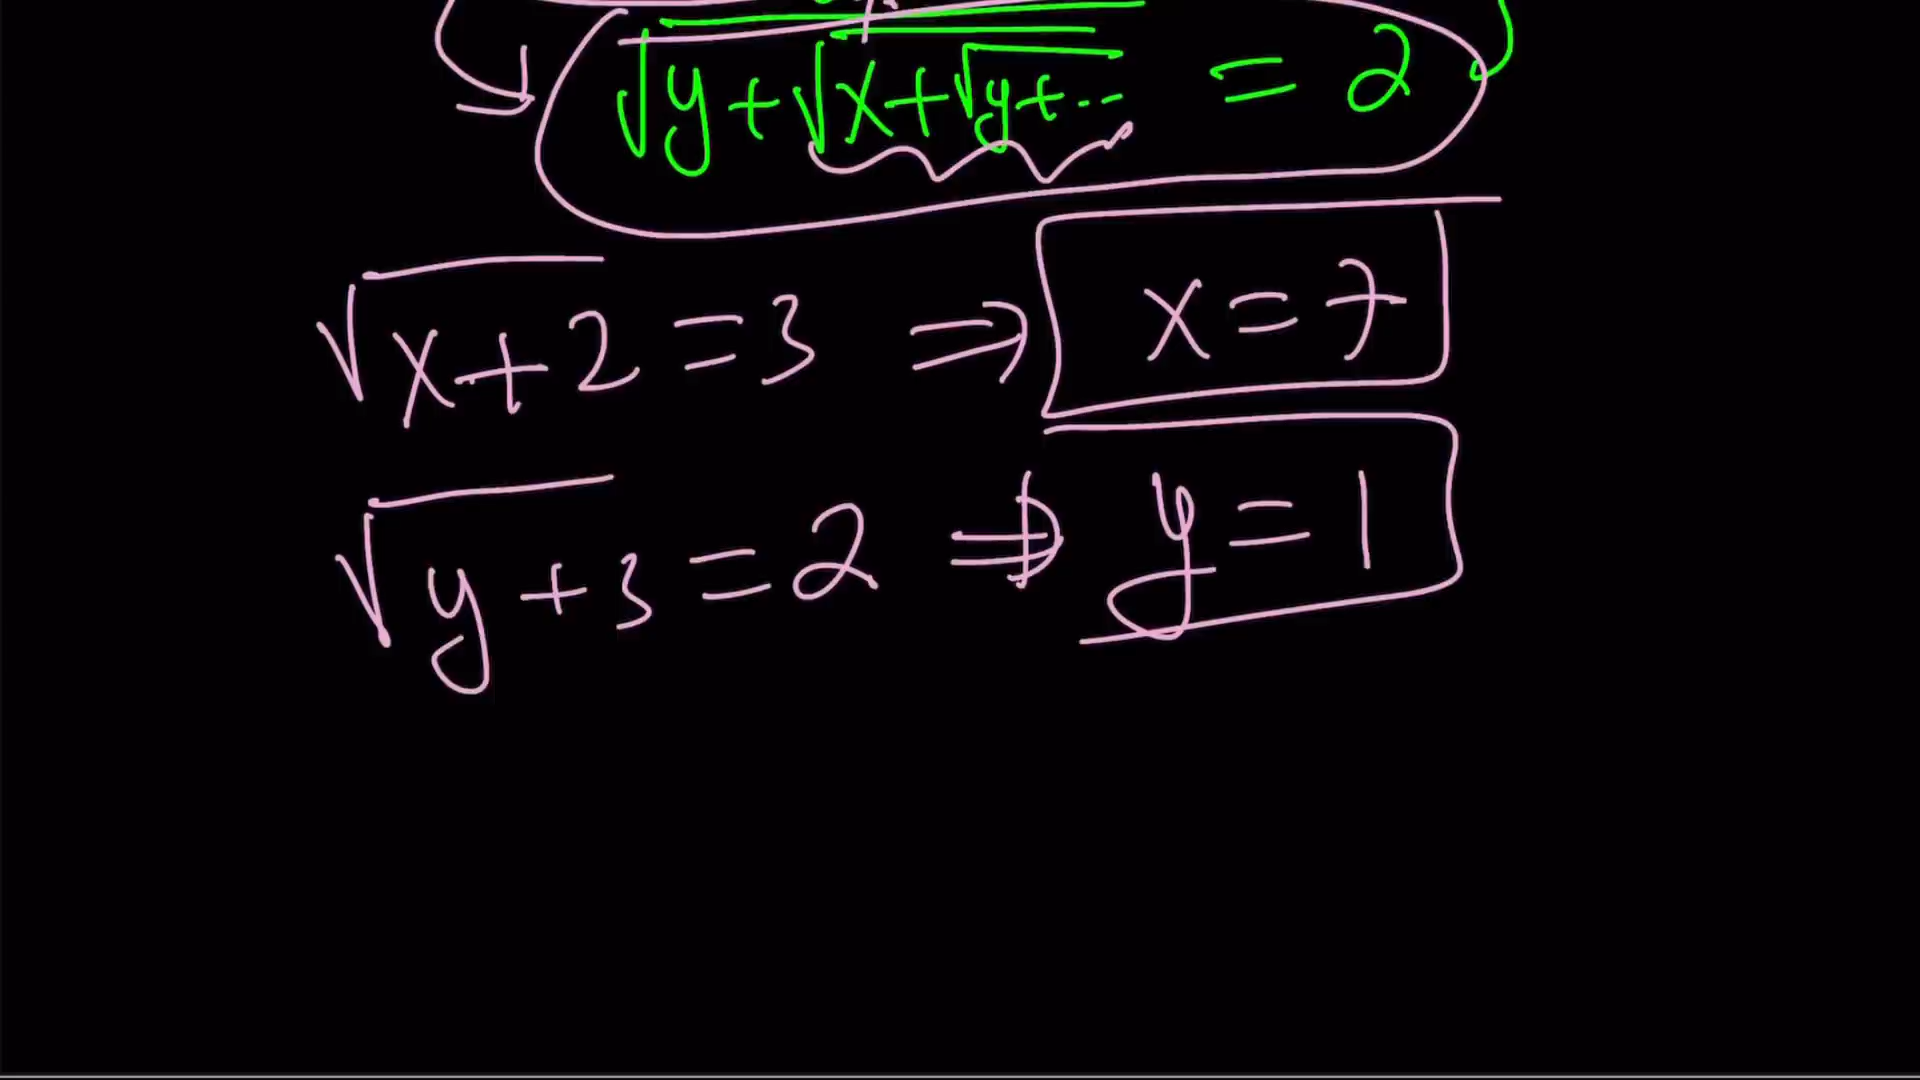 √y+√x+√y+... = 2
√x+2 = 3 ⇒ x = 7
√y+3 = 2 ⇒ y = 1